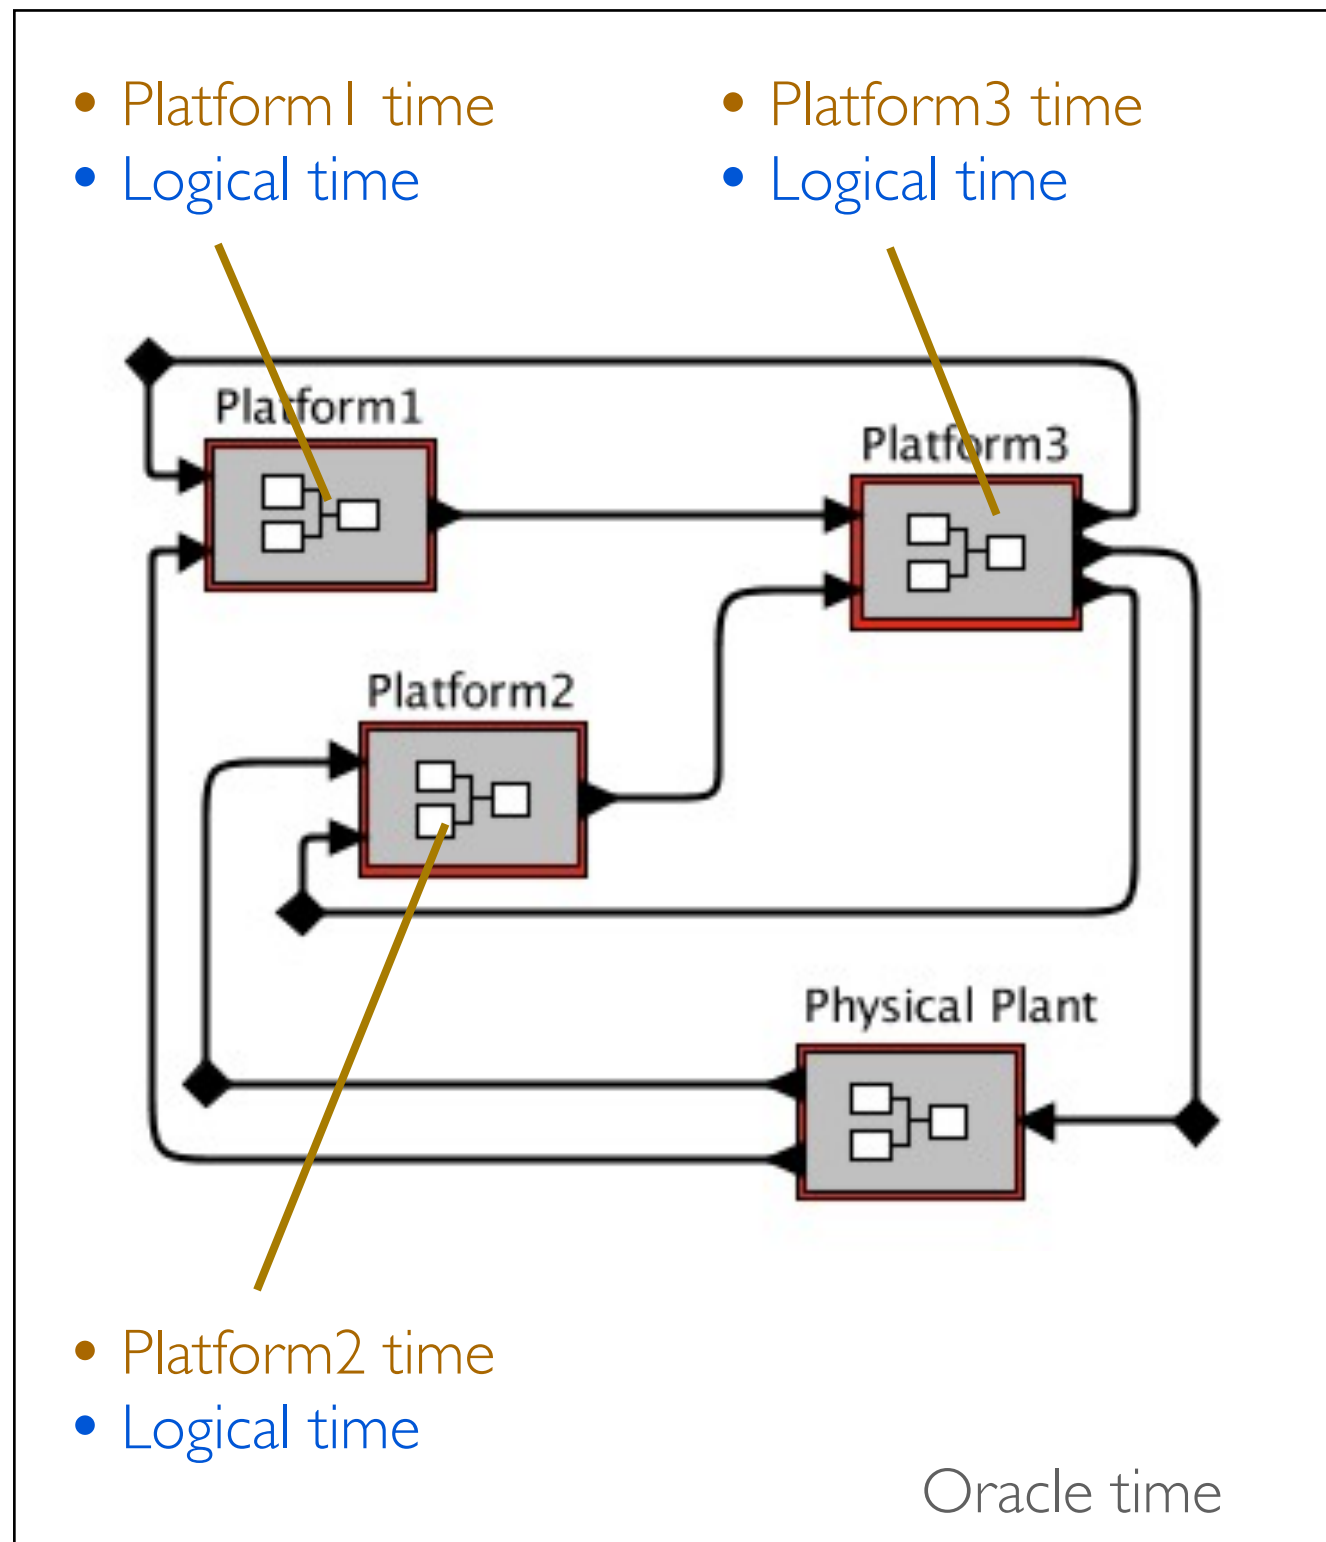 • Platform1 time
• Logical time
• Platform3 time
• Logical time
Platform1
Platform3
Platform2
Physical Plant
• Platform2 time
• Logical time
Oracle time